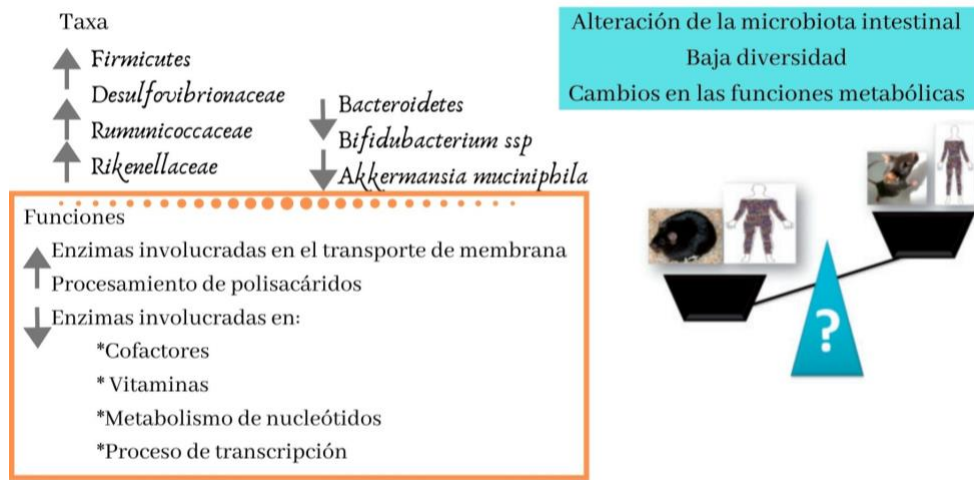 Taxa
Firmicutes
Desulfovibrionaceae
Rumunicoccaceae
Rikenellaceae
Bacteroidetes
Bifidubacterium ssp
Akkermansia muciniphila
Alteración de la microbiota intestinal
Baja diversidad
Cambios en las funciones metabólicas
Funciones
Enzimas involucradas en el transporte de membrana
Procesamiento de polisacáridos
Enzimas involucradas en:
*Cofactores
* Vitaminas
*Metabolismo de nucleótidos
*Proceso de transcripción
?